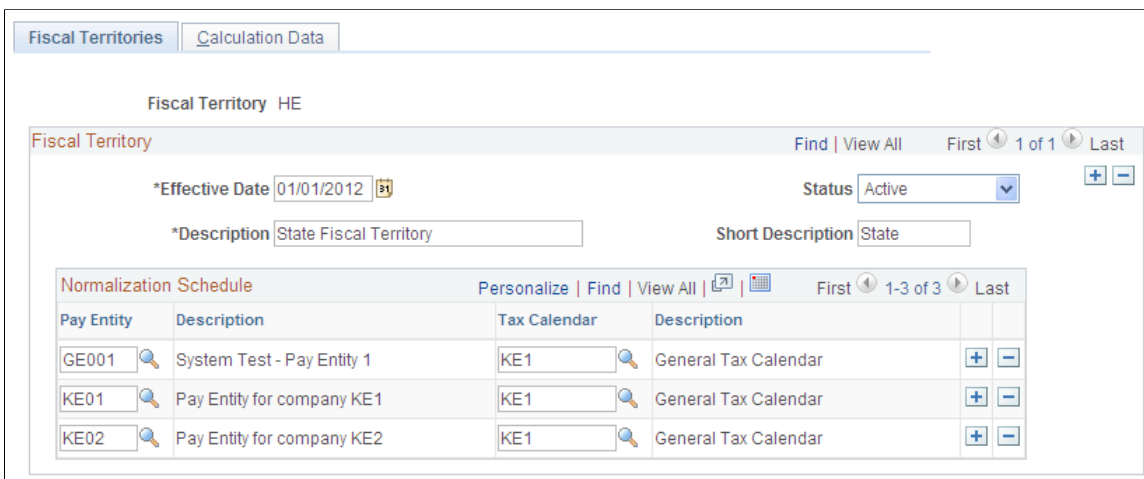 Fiscal Territories Calculation Data
Fiscal Territory HE
Fiscal Territory Find | View All First 1 of 1 Last
*Effective Date 01/01/2012 31 Status Active
*Description State Fiscal Territory Short Description State
Normalization Schedule Personalize | Find | View All | | First 1-3 of 3 Last
Pay Entity Description Tax Calendar Description
GE001 System Test - Pay Entity 1 KE1 General Tax Calendar
KE01 Pay Entity for company KE1 KE1 General Tax Calendar
KE02 Pay Entity for company KE2 KE1 General Tax Calendar